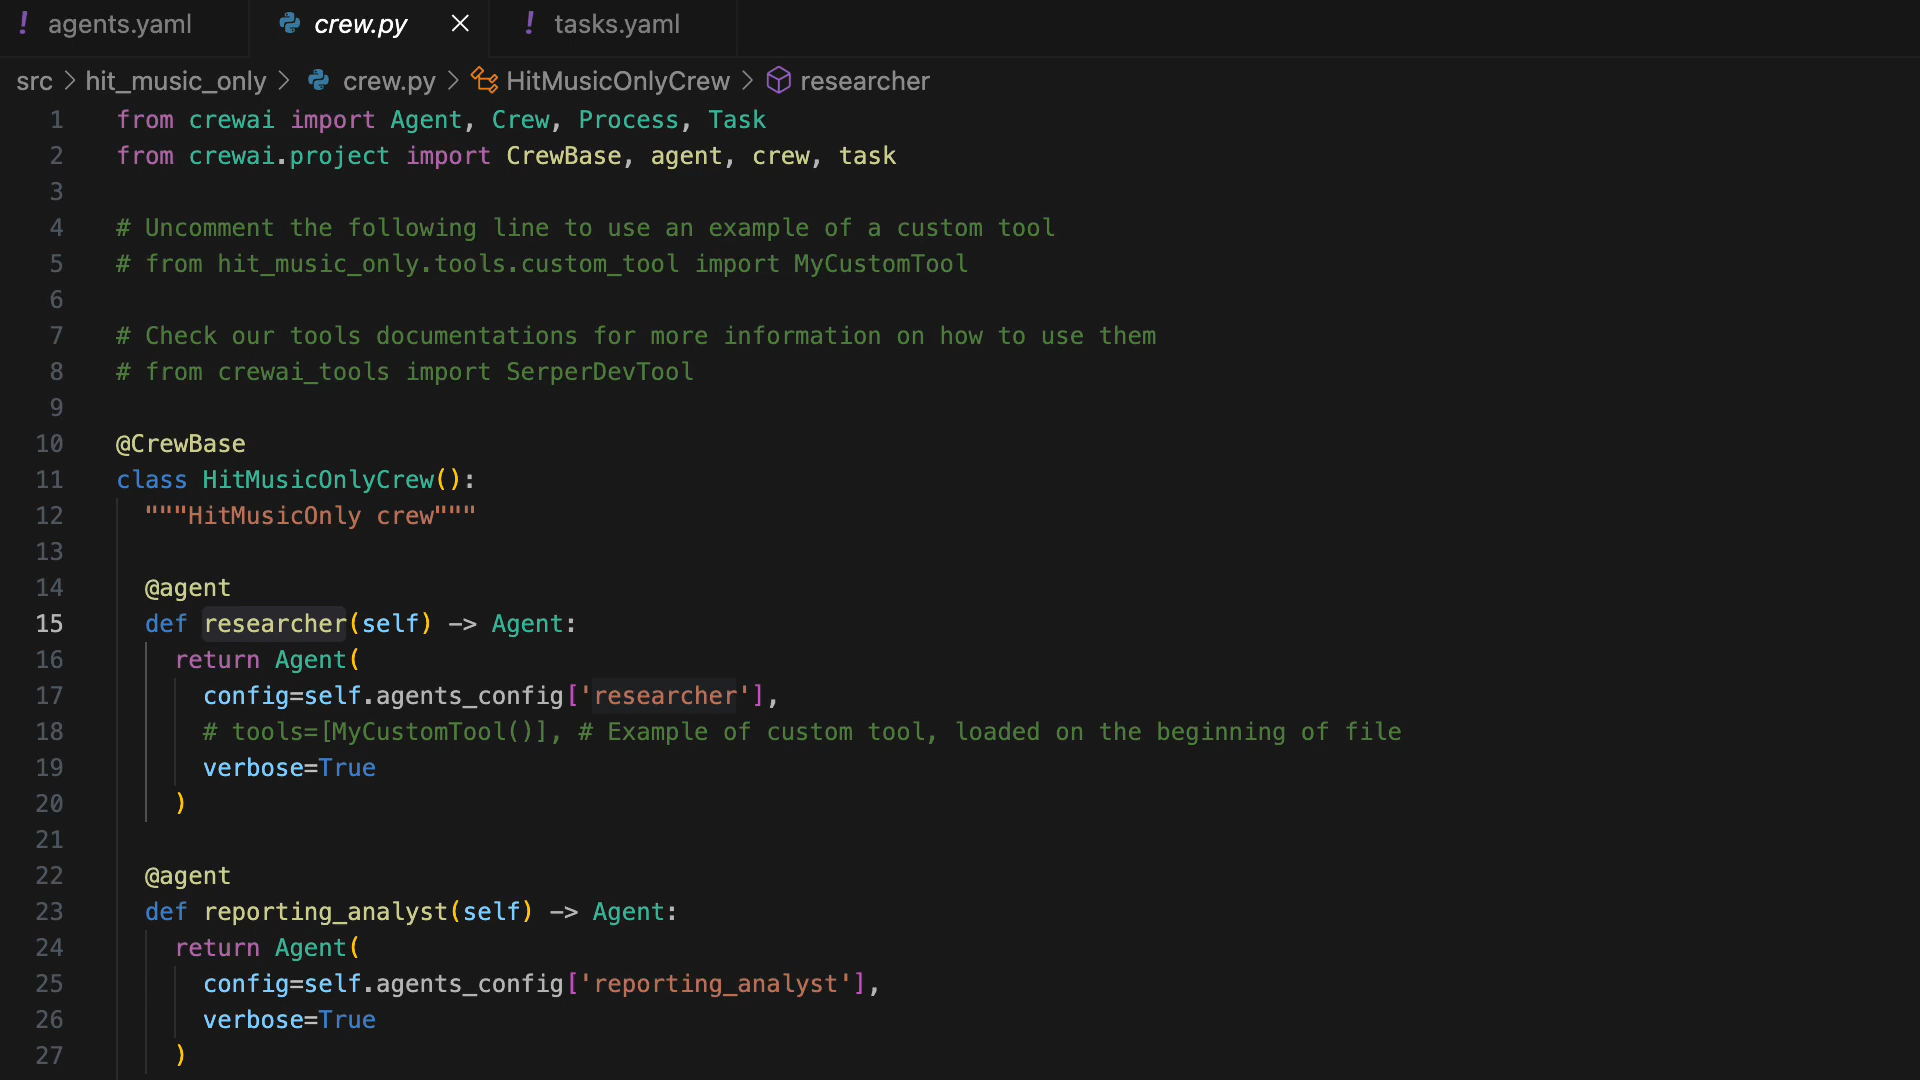 ! agents.yaml crew.py × ! tasks.yaml
src > hit_music_only > crew.py > HitMusicOnlyCrew > researcher
1 from crewai import Agent, Crew, Process, Task
2 from crewai.project import CrewBase, agent, crew, task
3
4 # Uncomment the following line to use an example of a custom tool
5 # from hit_music_only.tools.custom_tool import MyCustomTool
6
7 # Check our tools documentations for more information on how to use them
8 # from crewai_tools import SerperDevTool
9
10 @CrewBase
11 class HitMusicOnlyCrew():
12   """HitMusicOnly crew"""
13
14   @agent
15   def researcher(self) -> Agent:
16     return Agent(
17       config=self.agents_config['researcher'],
18       # tools=[MyCustomTool()], # Example of custom tool, loaded on the beginning of file
19       verbose=True
20     )
21
22   @agent
23   def reporting_analyst(self) -> Agent:
24     return Agent(
25       config=self.agents_config['reporting_analyst'],
26       verbose=True
27     )